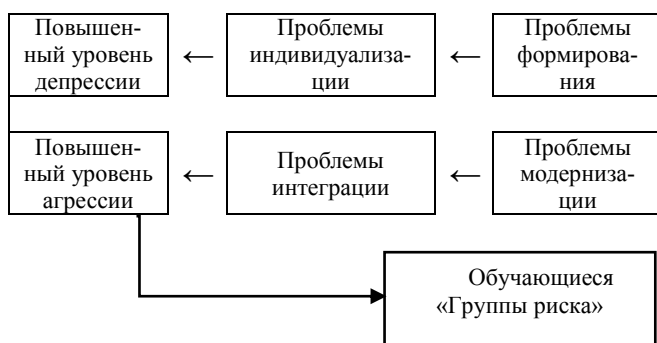 Повышен-
ный уровень
депрессии
←
Проблемы
индивидуализа-
ции
←
Проблемы
формирова-
ния
Повышен-
ный уровень
агрессии
←
Проблемы
интеграции
←
Проблемы
модерниза-
ции
Обучающиеся
«Группы риска»